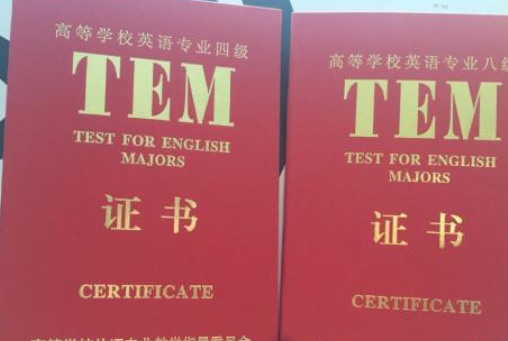 高等学校英语专业四级
TEM
TEST FOR ENGLISH
MAJORS
证书
CERTIFICATE
高等学校英语专业八级
TEM
TEST FOR ENGLISH
MAJORS
证书
CERTIFICATE